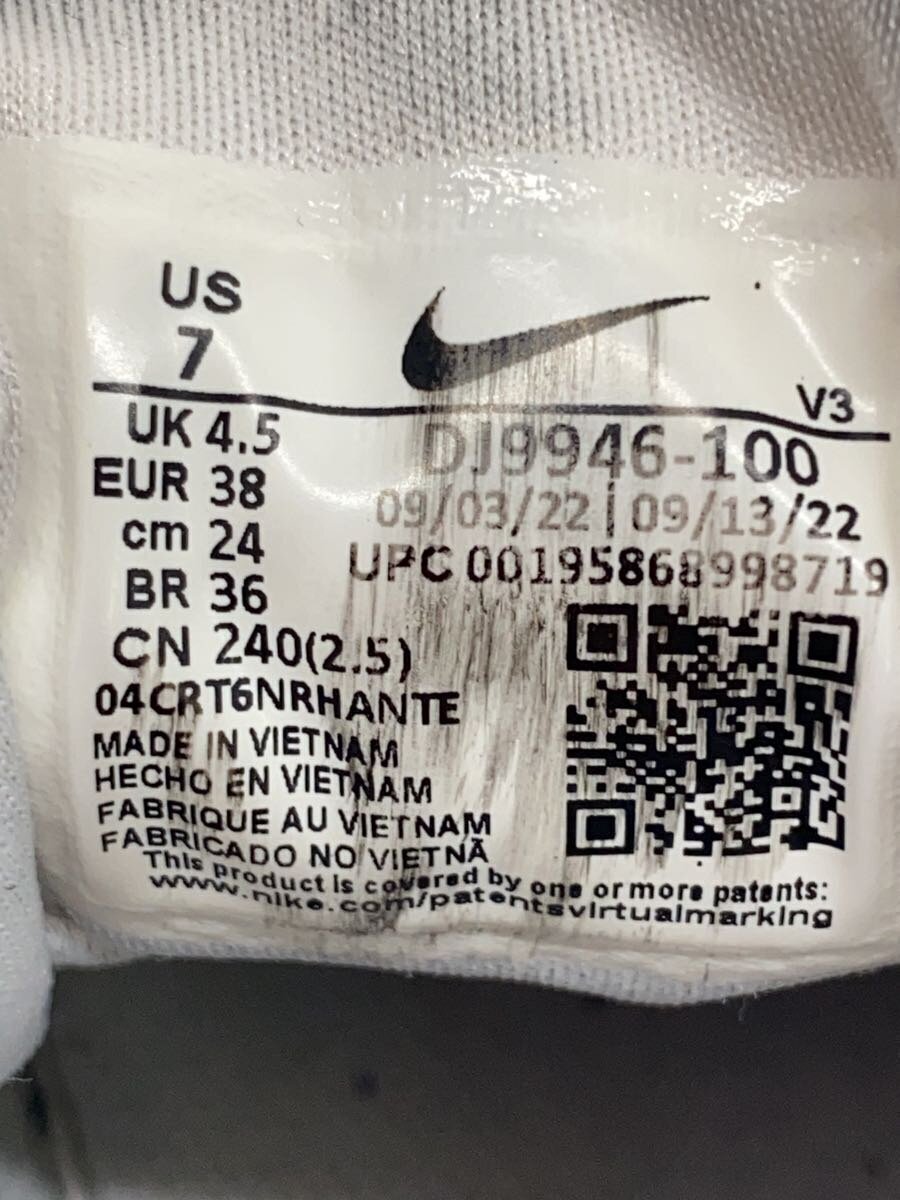 US
7
V3
UK 4.5
EUR 38
cm 24
BR 36
CN 240(2.5)
DJ9946-100
09/03/22 | 09/13/22
UPC 00195868998719
04CRT6NRHANTE
MADE IN VIETNAM
HECHO EN VIETNAM
FABRIQUE AU VIETNAM
FABRICADO NO VIETNÃ
This product is covered by one or more patents:
www.nike.com/patentsvirtualmarking